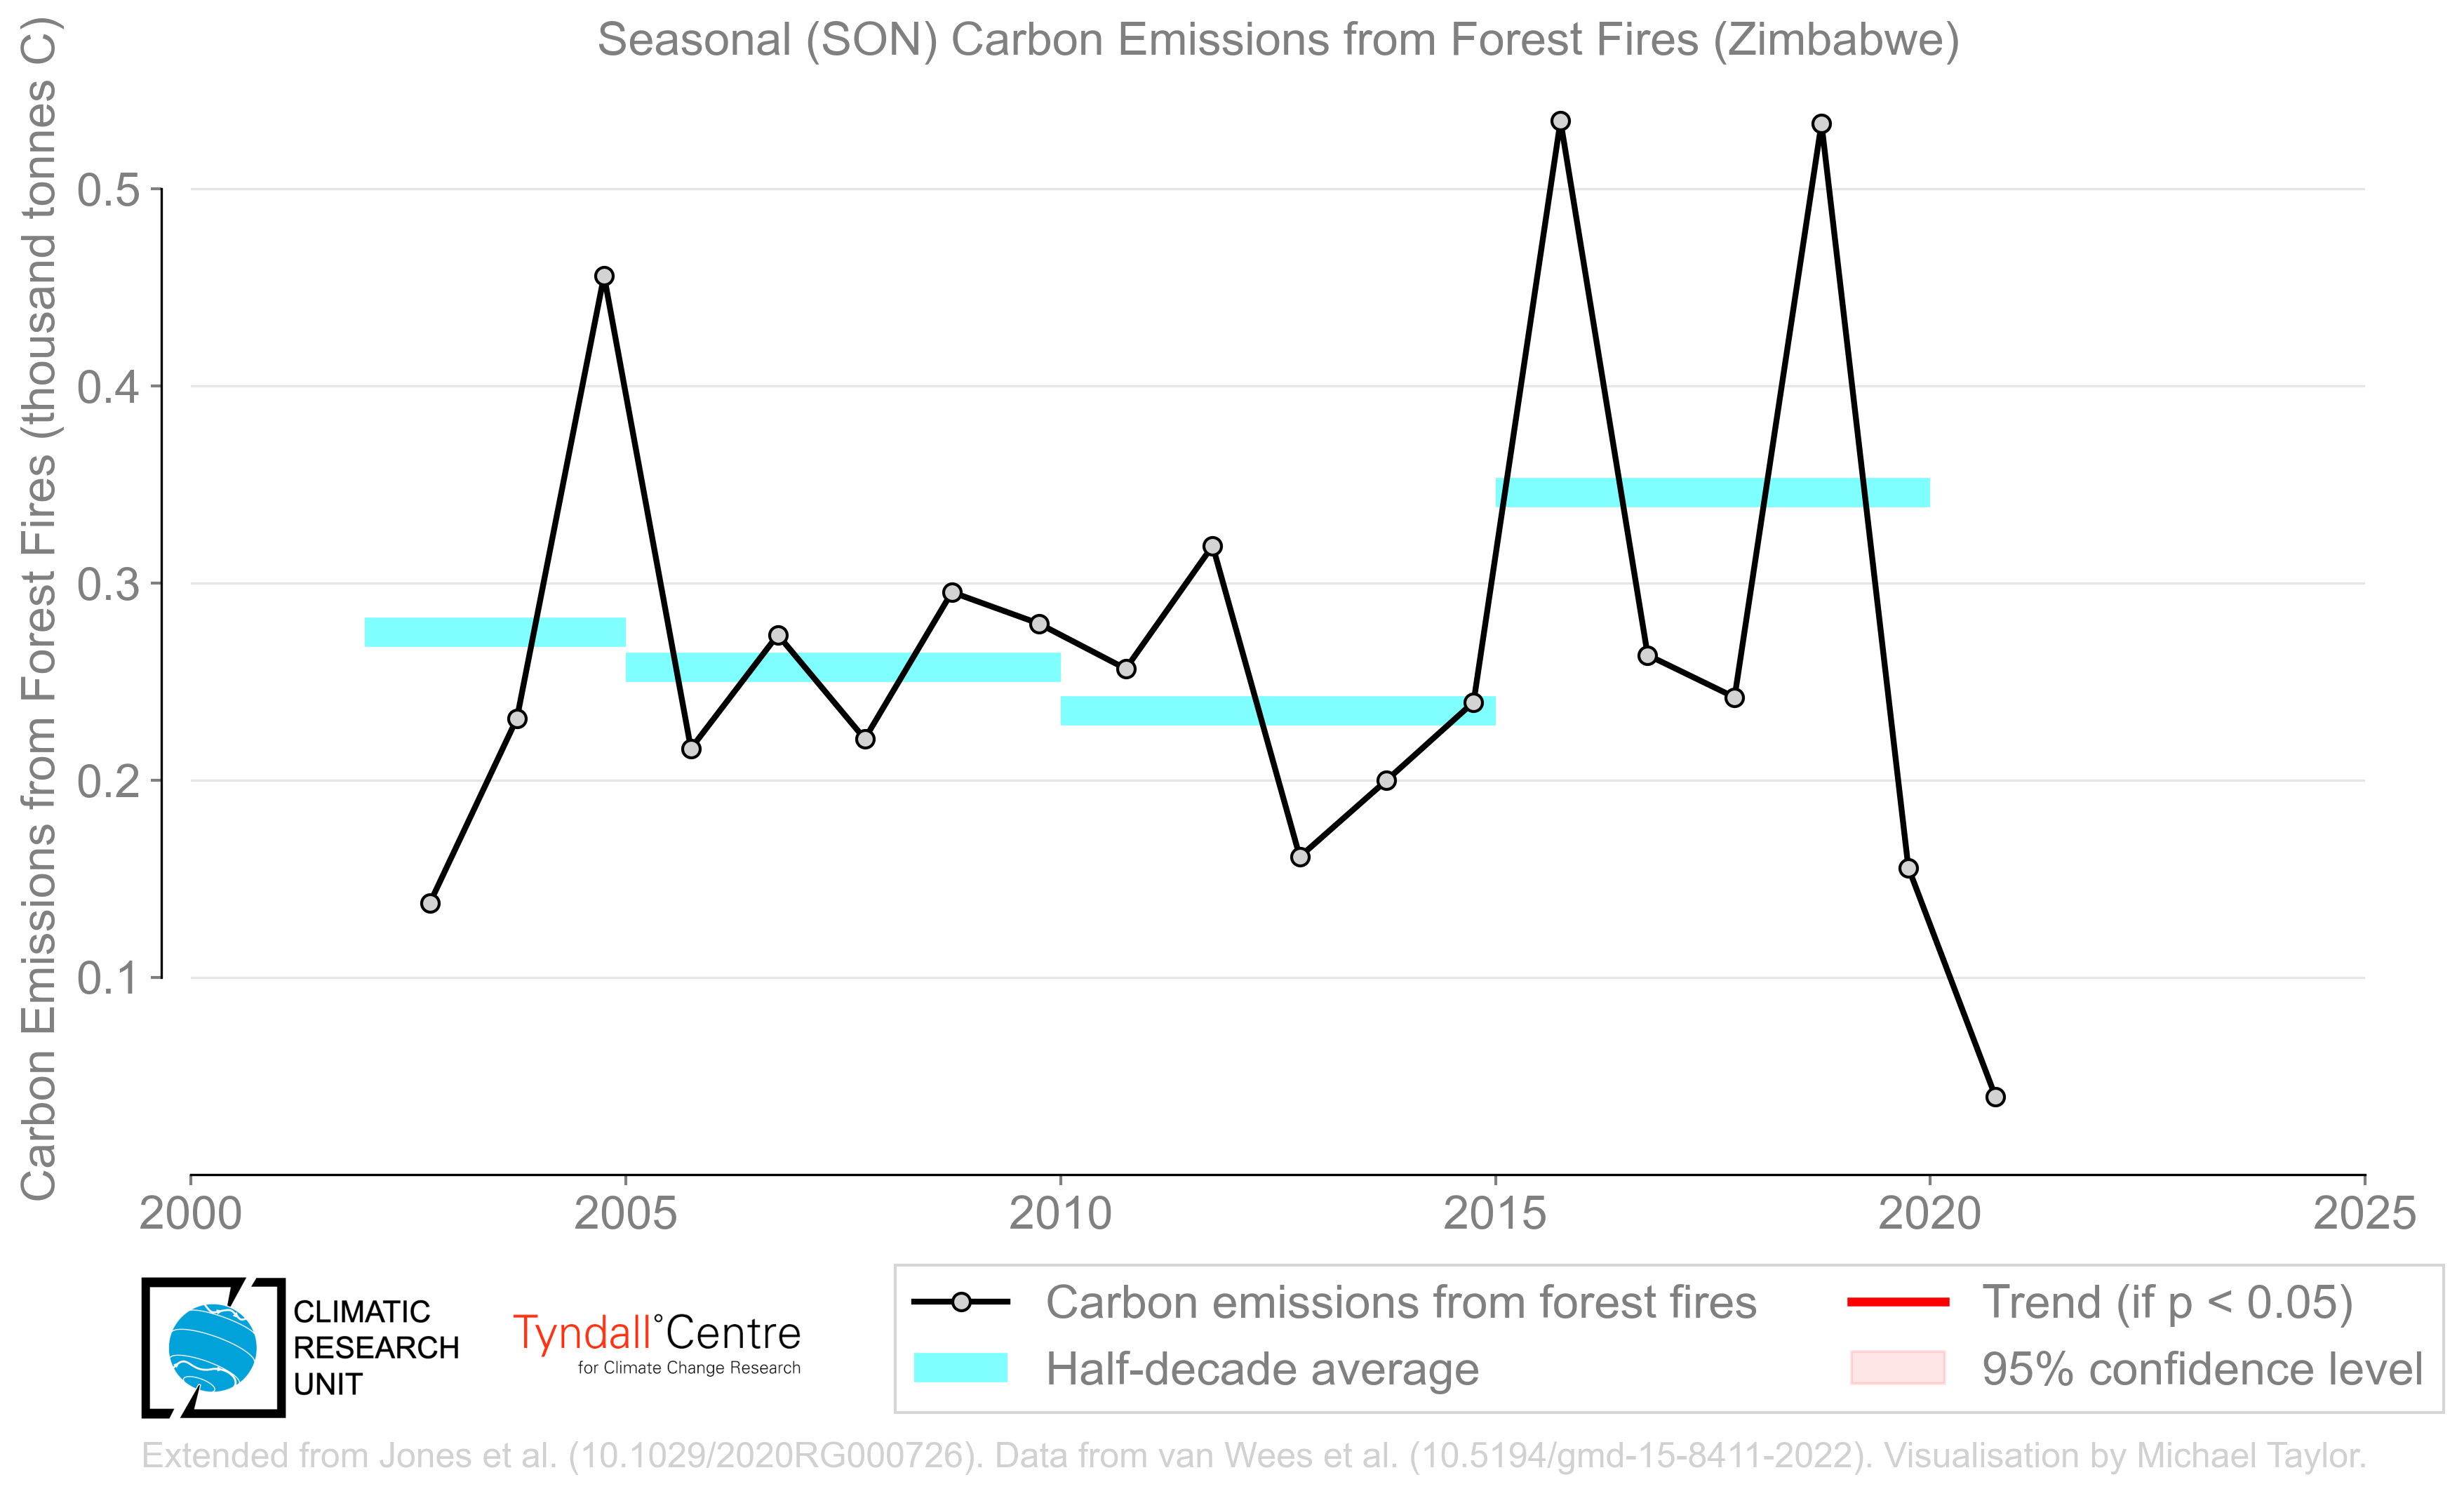 Seasonal (SON) Carbon Emissions from Forest Fires (Zimbabwe)
Carbon Emissions from Forest Fires (thousand tonnes C)
0.5
0.4
0.3
0.2
0.1
2000
2005
2010
2015
2020
2025
Carbon emissions from forest fires
Half-decade average
Trend (if p < 0.05)
95% confidence level
CLIMATIC
RESEARCH
UNIT
Tyndall°Centre
for Climate Change Research
Extended from Jones et al. (10.1029/2020RG000726). Data from van Wees et al. (10.5194/gmd-15-8411-2022). Visualisation by Michael Taylor.